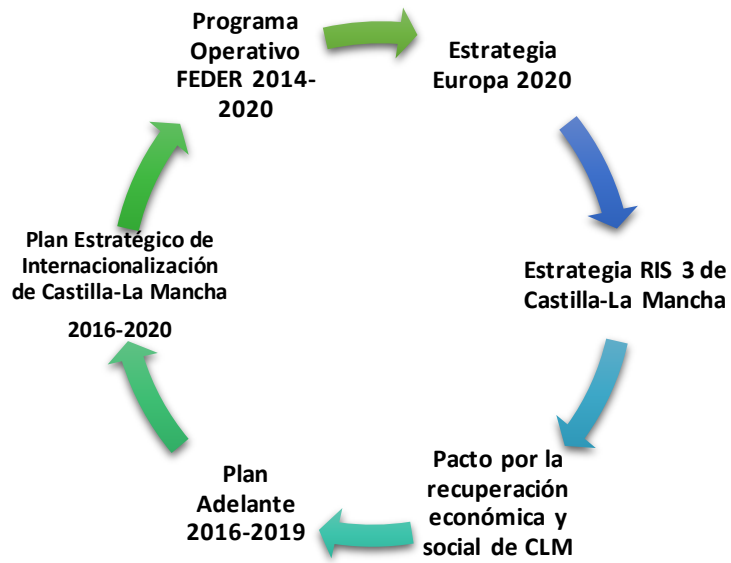 Programa
Operativo
FEDER 2014-
2020
Estrategia
Europa 2020
Estrategia RIS 3 de
Castilla-La Mancha
Pacto por la
recuperación
económica y
social de CLM
Plan
Adelante
2016-2019
Plan Estratégico de
Internacionalización
de Castilla-La Mancha
2016-2020